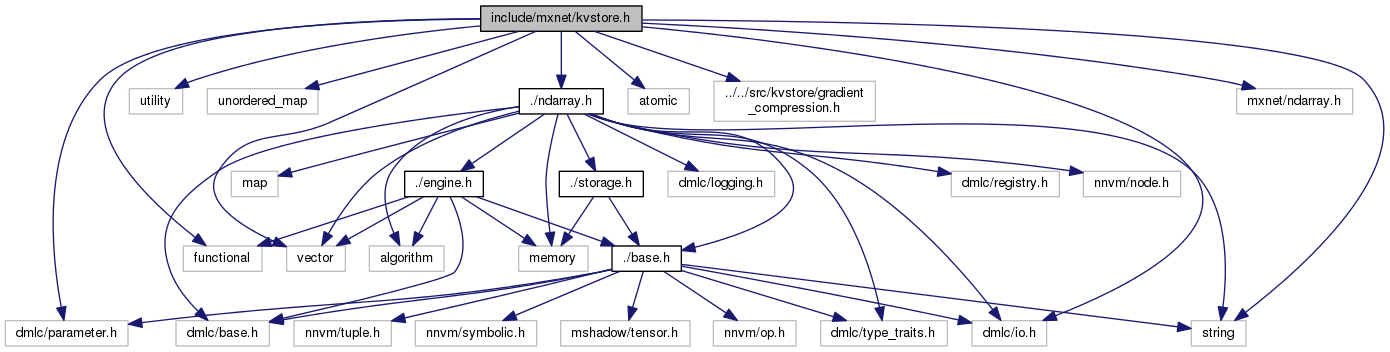 include/mxnet/kvstore.h
utility
unordered_map
./ndarray.h
atomic
../../src/kvstore/gradient
_compression.h
mxnet/ndarray.h
map
./engine.h
./storage.h
dmlc/logging.h
dmlc/registry.h
nnvm/node.h
functional
vector
algorithm
memory
./base.h
dmlc/parameter.h
dmlc/base.h
nnvm/tuple.h
nnvm/symbolic.h
mshadow/tensor.h
nnvm/op.h
dmlc/type_traits.h
dmlc/io.h
string